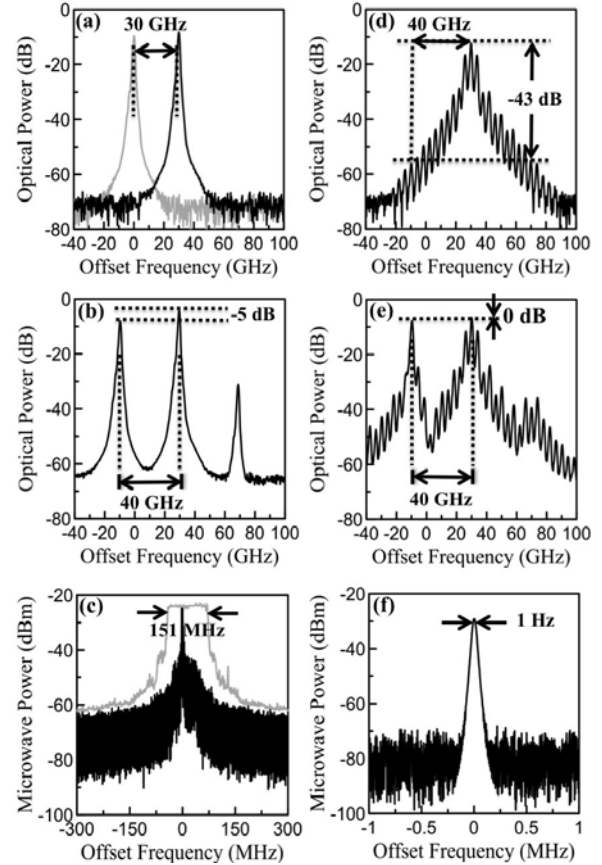 (a)
30 GHz
0
-20
-40
-60
-80
Optical Power (dB)
-40 -20 0 20 40 60 80 100
Offset Frequency (GHz)
(d)
40 GHz
-43 dB
0
-20
-40
-60
-80
Optical Power (dB)
-40 -20 0 20 40 60 80 100
Offset Frequency (GHz)
(b)
-5 dB
40 GHz
0
-20
-40
-60
-80
Optical Power (dB)
-40 -20 0 20 40 60 80 100
Offset Frequency (GHz)
(e)
0 dB
40 GHz
0
-20
-40
-60
-80
Optical Power (dB)
-40 -20 0 20 40 60 80 100
Offset Frequency (GHz)
(c)
151 MHz
-20
-40
-60
-80
-100
Microwave Power (dBm)
-300 -150 0 150 300
Offset Frequency (MHz)
(f)
1 Hz
-20
-40
-60
-80
-100
Microwave Power (dBm)
-1 -0.5 0 0.5 1
Offset Frequency (MHz)